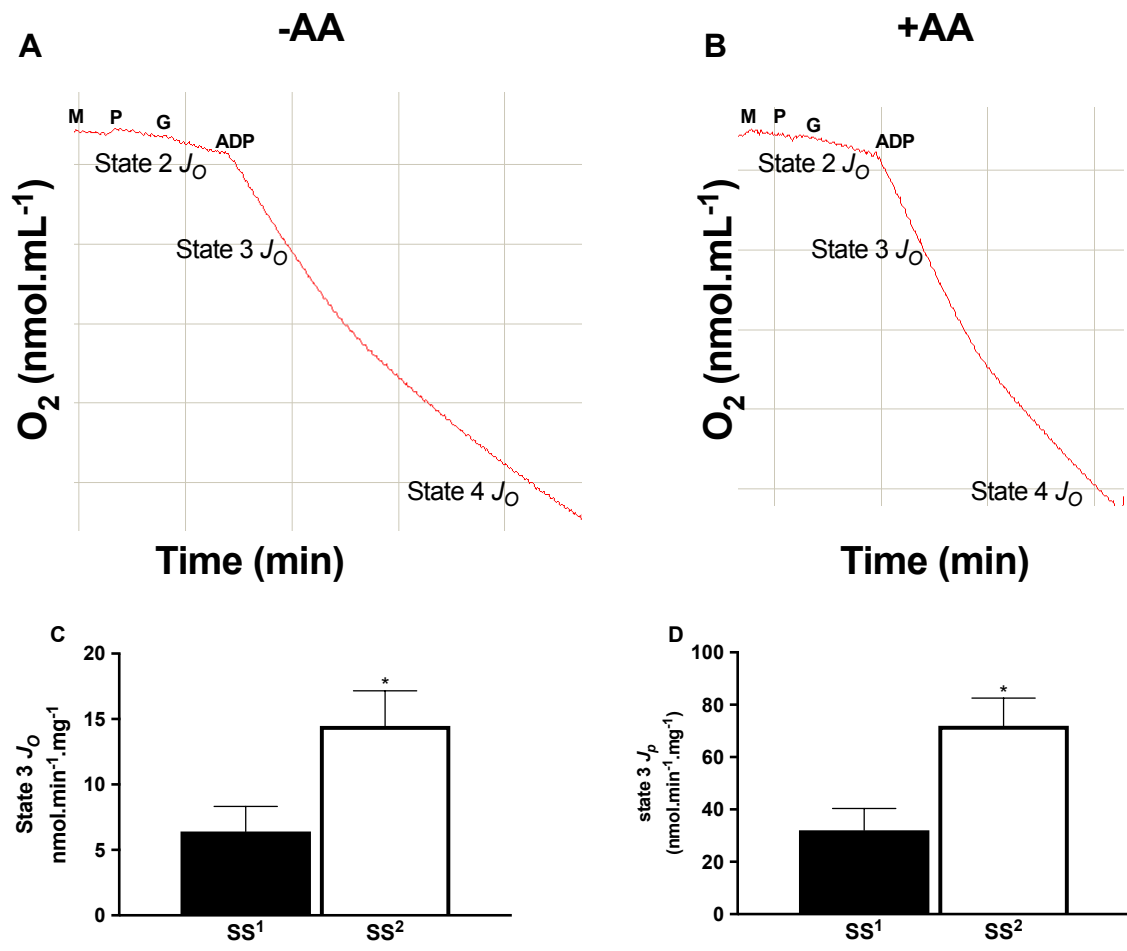 A
-AA
M P G ADP
State 2 JO
State 3 JO
State 4 JO
O2 (nmol.mL-1)
Time (min)
B
+AA
M P G ADP
State 2 JO
State 3 JO
State 4 JO
O2 (nmol.mL-1)
Time (min)
C
State 3 JO
nmol.min-1.mg-1
20
15
10
5
0
*
SS1
SS2
D
state 3 Jp
(nmol.min-1.mg-1)
100
80
60
40
20
0
*
SS1
SS2